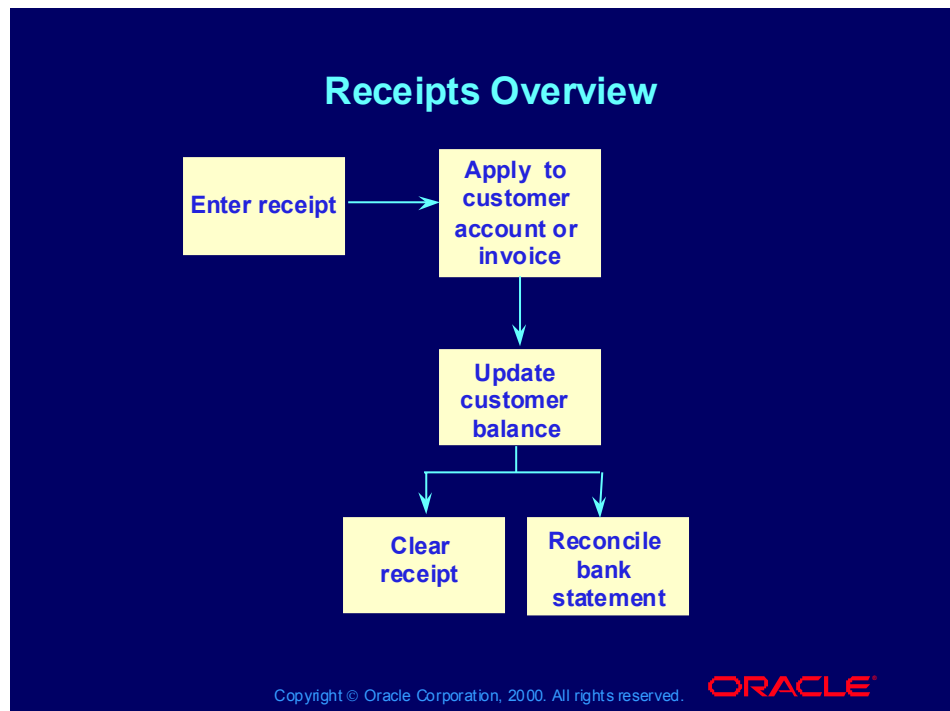 Receipts Overview
Enter receipt
Apply to
customer
account or
invoice
Update
customer
balance
Clear
receipt
Reconcile
bank
statement
Copyright © Oracle Corporation, 2000. All rights reserved.
ORACLE®